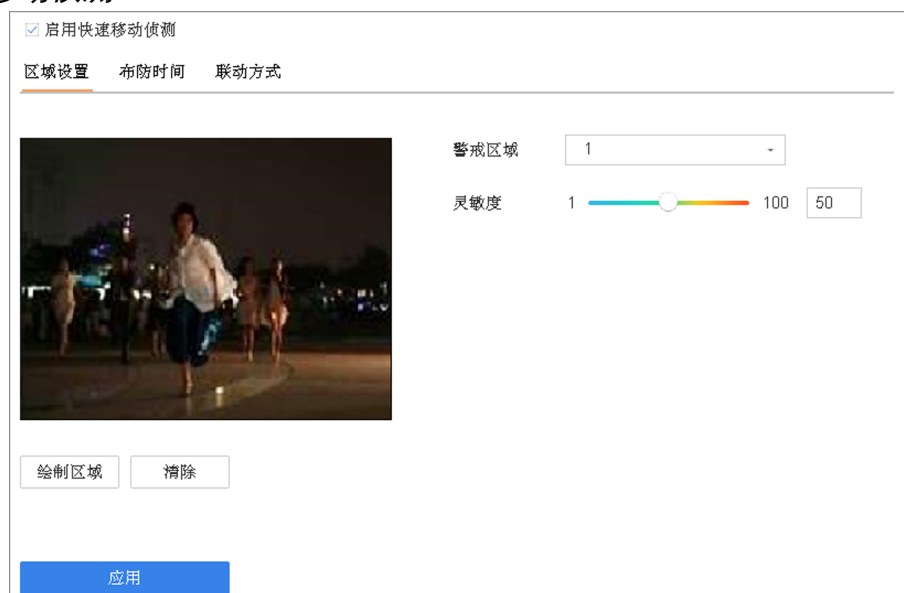 启用快速移动侦测
区域设置 布防时间 联动方式
警戒区域 1
灵敏度 1 100 50
绘制区域 清除
应用